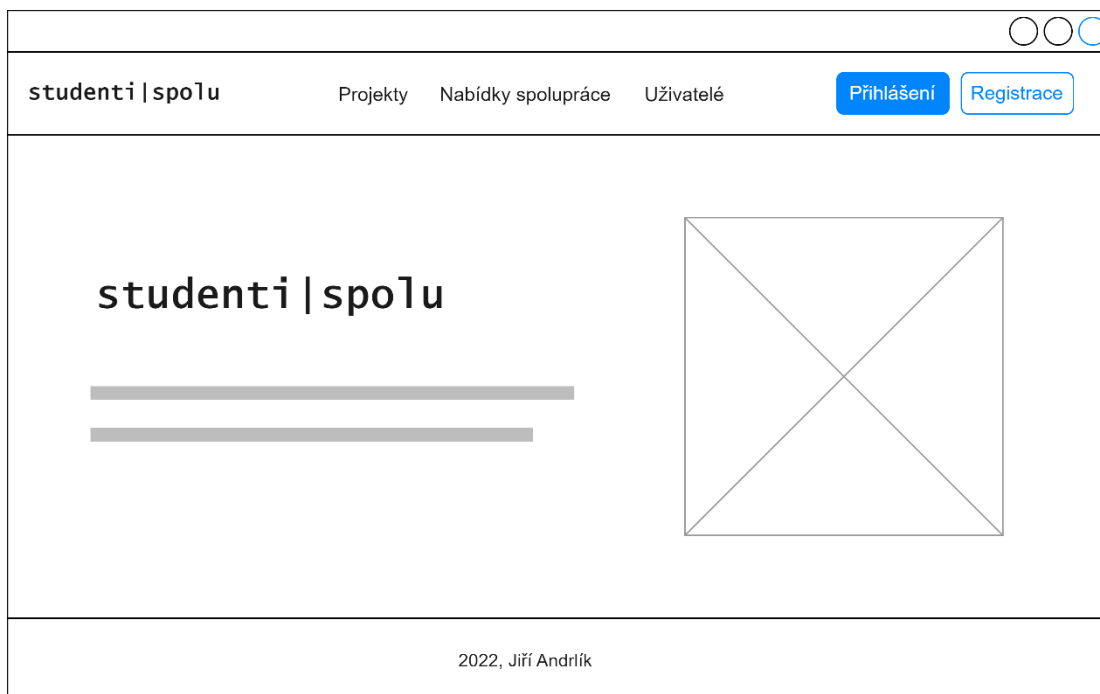 studenti|spolu Projekty Nabídky spolupráce Uživatelé Přihlášení Registrace
studenti|spolu
2022, Jiří Andrlík